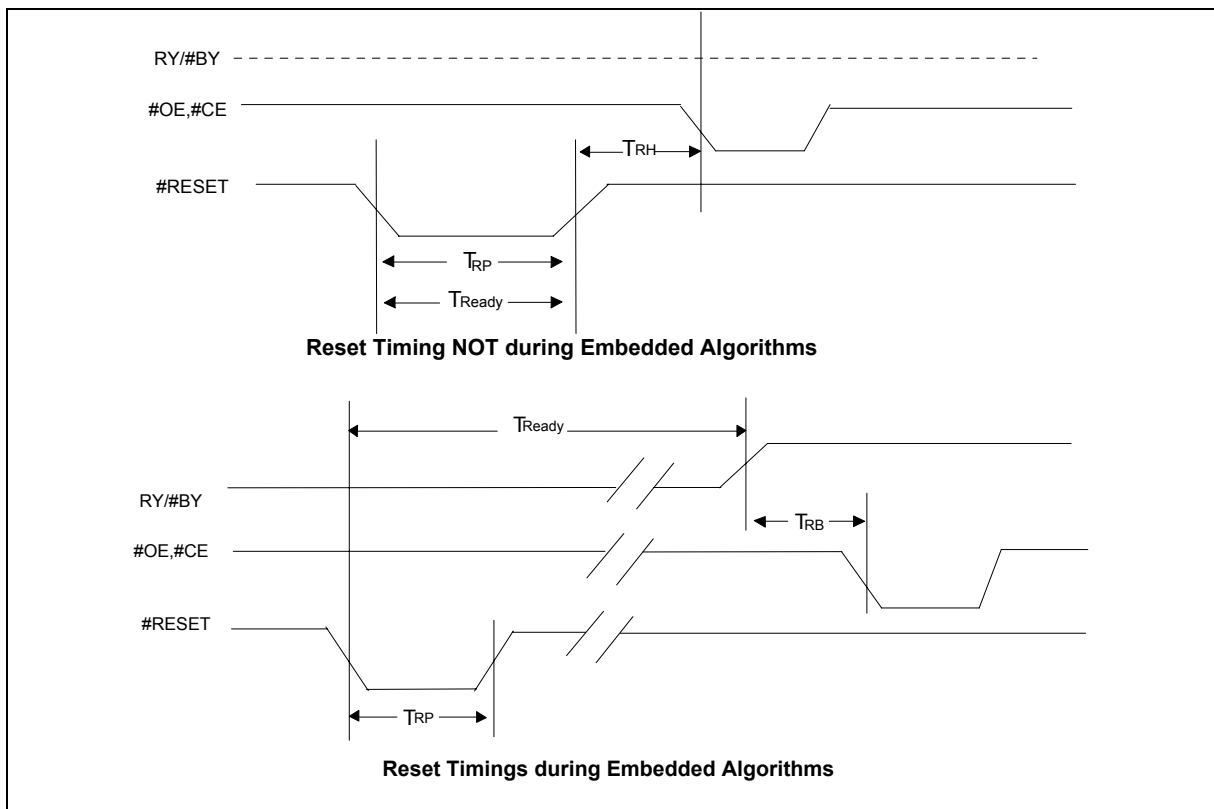 RY/#BY
#OE,#CE
TRH
#RESET
TRP
TReady
Reset Timing NOT during Embedded Algorithms
TReady
RY/#BY
TRB
#OE,#CE
#RESET
TRP
Reset Timings during Embedded Algorithms